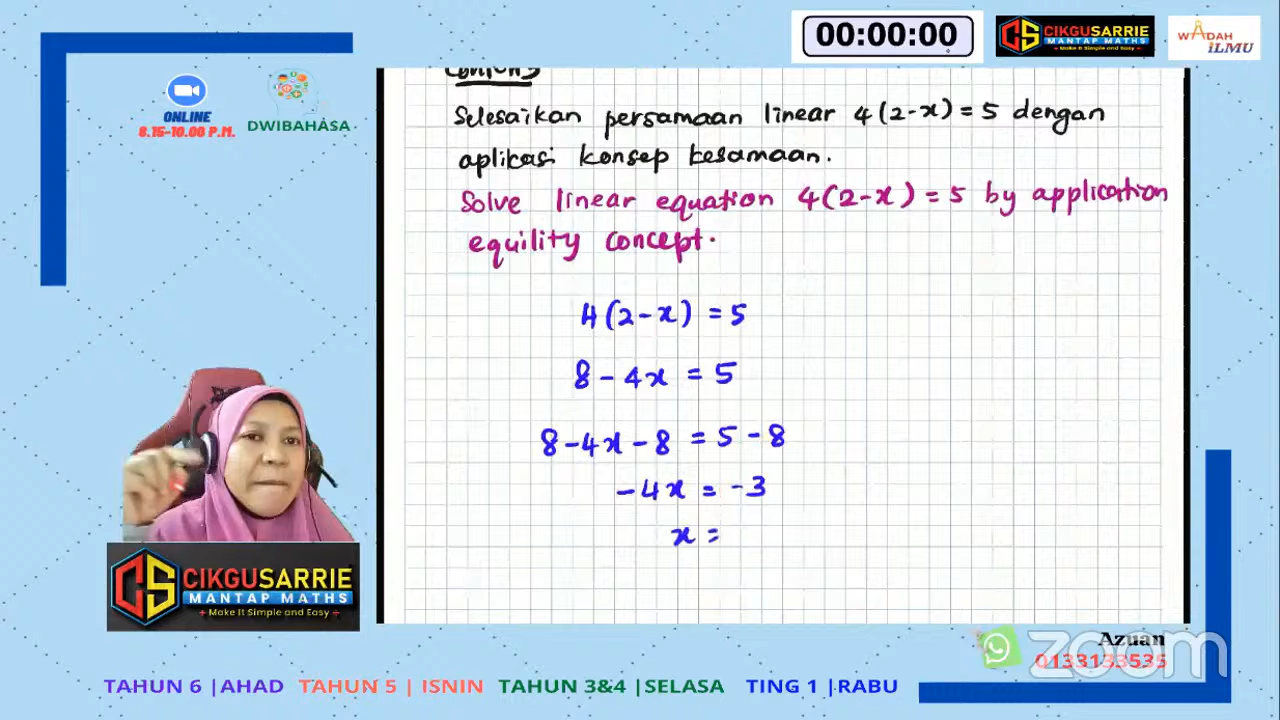 00:00:00
CIKGUSARRIE
MANTAP MATHS
Make It Simple and Easy
WADAH
iLMU
ONLINE
8.15-10.00 P.M.
DWIBAHASA
Selesaikan persamaan linear 4(2-x) = 5 dengan
aplikasi konsep kesamaan.
Solve linear equation 4(2-x) = 5 by application
equility concept.
4(2-x) = 5
8 - 4x = 5
8 - 4x - 8 = 5 - 8
-4x = -3
x =
CIKGUSARRIE
MANTAP MATHS
Make It Simple and Easy
Azuan
0133133535
zoom
TAHUN 6 |AHAD TAHUN 5 | ISNIN TAHUN 3&4 |SELASA TING 1 |RABU